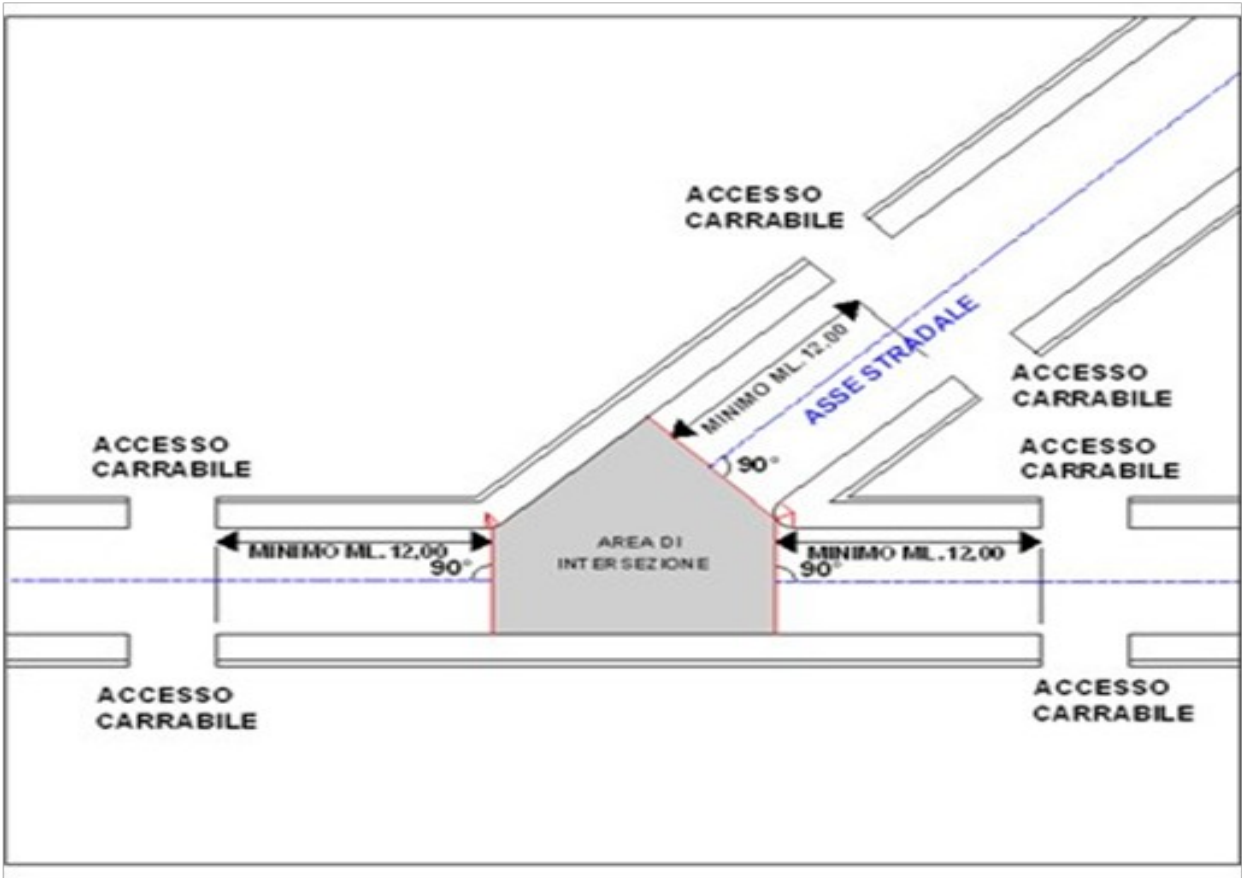 ACCESSO
CARRABILE
MINIMO ML.12,00
ASSE STRADALE
90°
ACCESSO
CARRABILE
ACCESSO
CARRABILE
ACCESSO
CARRABILE
MINIMO ML.12,00
90°
AREA DI
INTERSEZIONE
MINIMO ML.12,00
90°
ACCESSO
CARRABILE
ACCESSO
CARRABILE